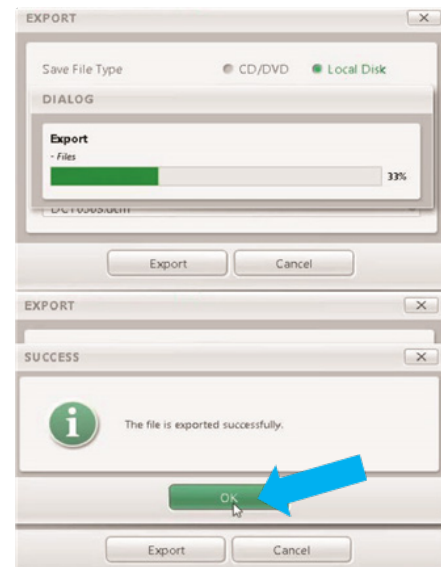 EXPORT
Save File Type CD/DVD Local Disk
DIALOG
Export
- Files
33%
Export Cancel
EXPORT
SUCCESS
The file is exported successfully.
OK
Export Cancel